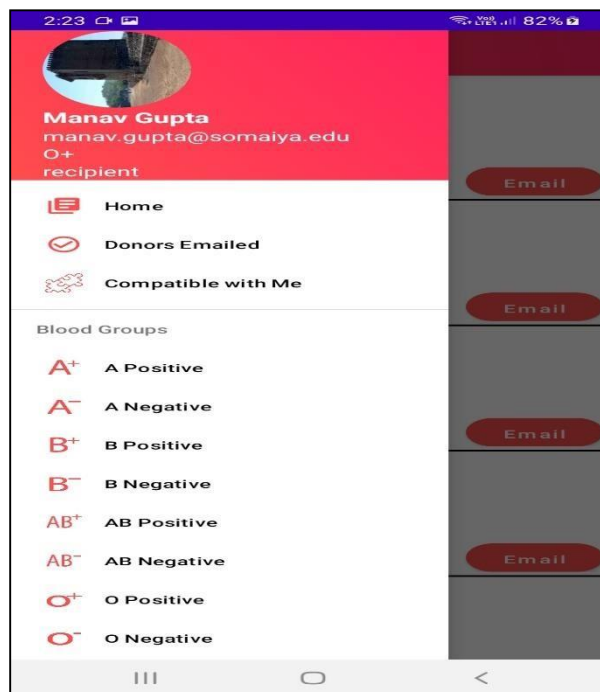 2:23 82%
Manav Gupta
manav.gupta@somaiya.edu
O+
recipient
Email
Home
Donors Emailed
Compatible with Me
Email
Blood Groups
A+ A Positive
A- A Negative
Email
B+ B Positive
B- B Negative
AB+ AB Positive
AB- AB Negative
Email
O+ O Positive
O- O Negative